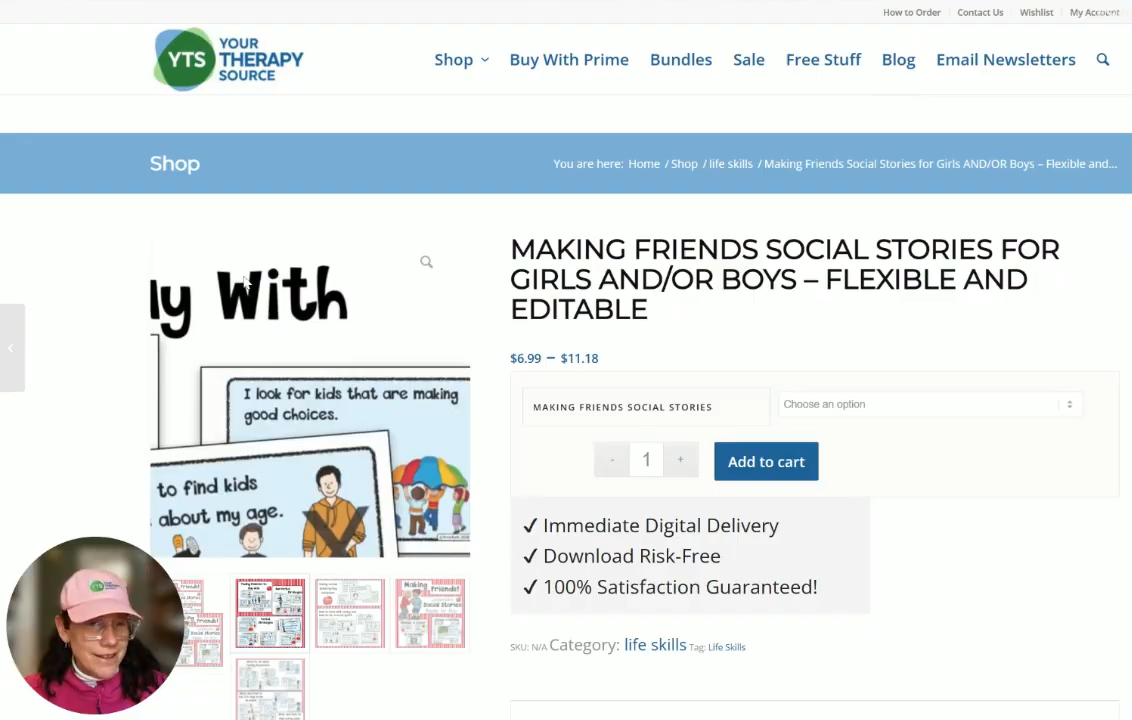 How to Order
Contact Us
Wishlist
My Account
YTS
YOUR
THERAPY
SOURCE
Shop
Buy With Prime
Bundles
Sale
Free Stuff
Blog
Email Newsletters
Shop
You are here: Home / Shop / life skills / Making Friends Social Stories for Girls AND/OR Boys – Flexible and...
With
I look for kids that are making
good choices.
to find kids
about my age.
MAKING FRIENDS SOCIAL STORIES FOR
GIRLS AND/OR BOYS – FLEXIBLE AND
EDITABLE
$6.99 – $11.18
MAKING FRIENDS SOCIAL STORIES
Choose an option
- 1 +
Add to cart
✓ Immediate Digital Delivery
✓ Download Risk-Free
✓ 100% Satisfaction Guaranteed!
SKU: N/A Category: life skills Tag: Life Skills